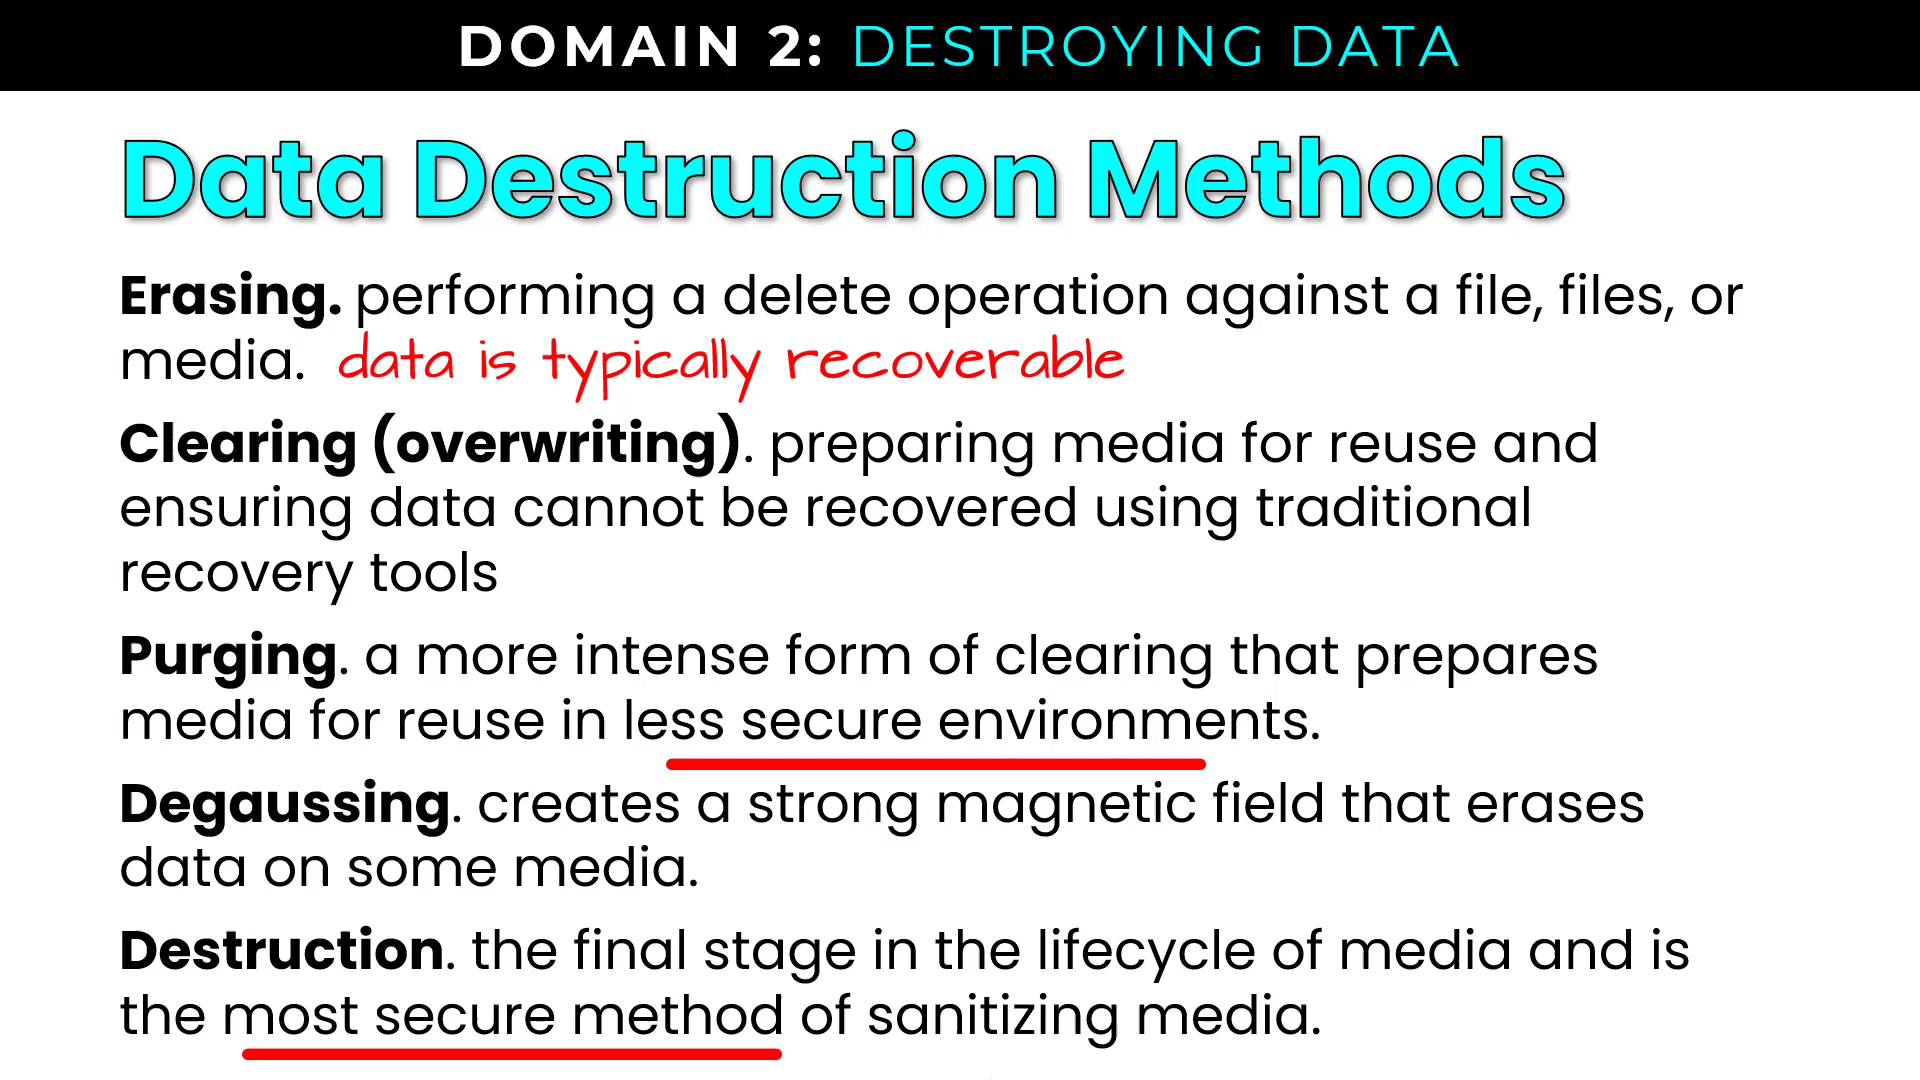 DOMAIN 2: DESTROYING DATA
Data Destruction Methods
Erasing. performing a delete operation against a file, files, or
media. data is typically recoverable
Clearing (overwriting). preparing media for reuse and
ensuring data cannot be recovered using traditional
recovery tools
Purging. a more intense form of clearing that prepares
media for reuse in less secure environments.
Degaussing. creates a strong magnetic field that erases
data on some media.
Destruction. the final stage in the lifecycle of media and is
the most secure method of sanitizing media.